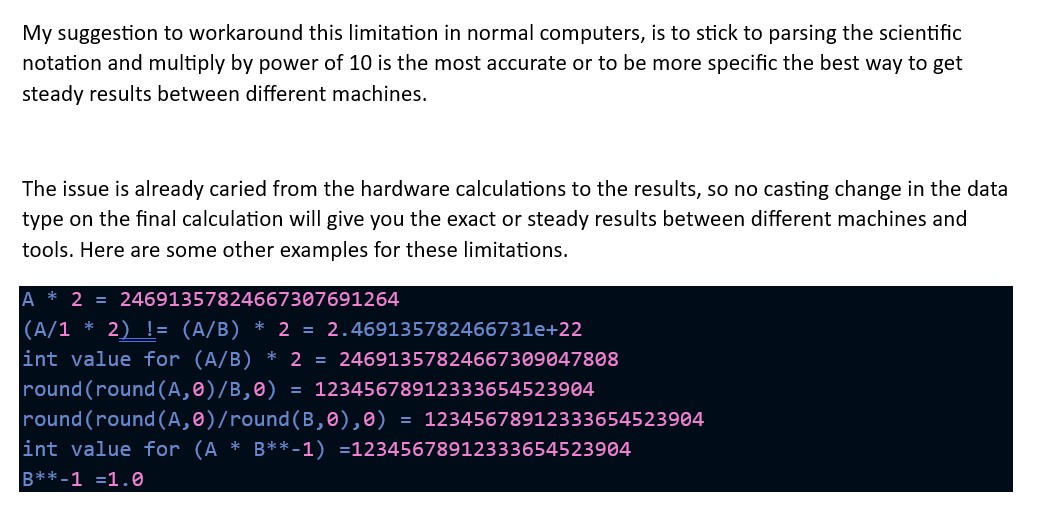 My suggestion to workaround this limitation in normal computers, is to stick to parsing the scientific
notation and multiply by power of 10 is the most accurate or to be more specific the best way to get
steady results between different machines.
The issue is already caried from the hardware calculations to the results, so no casting change in the data
type on the final calculation will give you the exact or steady results between different machines and
tools. Here are some other examples for these limitations.
A * 2 = 24691357824667307691264
(A/1 * 2) != (A/B) * 2 = 2.469135782466731e+22
int value for (A/B) * 2 = 24691357824667309047808
round(round(A,0)/B,0) = 12345678912333654523904
round(round(A,0)/round(B,0),0) = 12345678912333654523904
int value for (A * B**-1) =12345678912333654523904
B**-1 =1.0